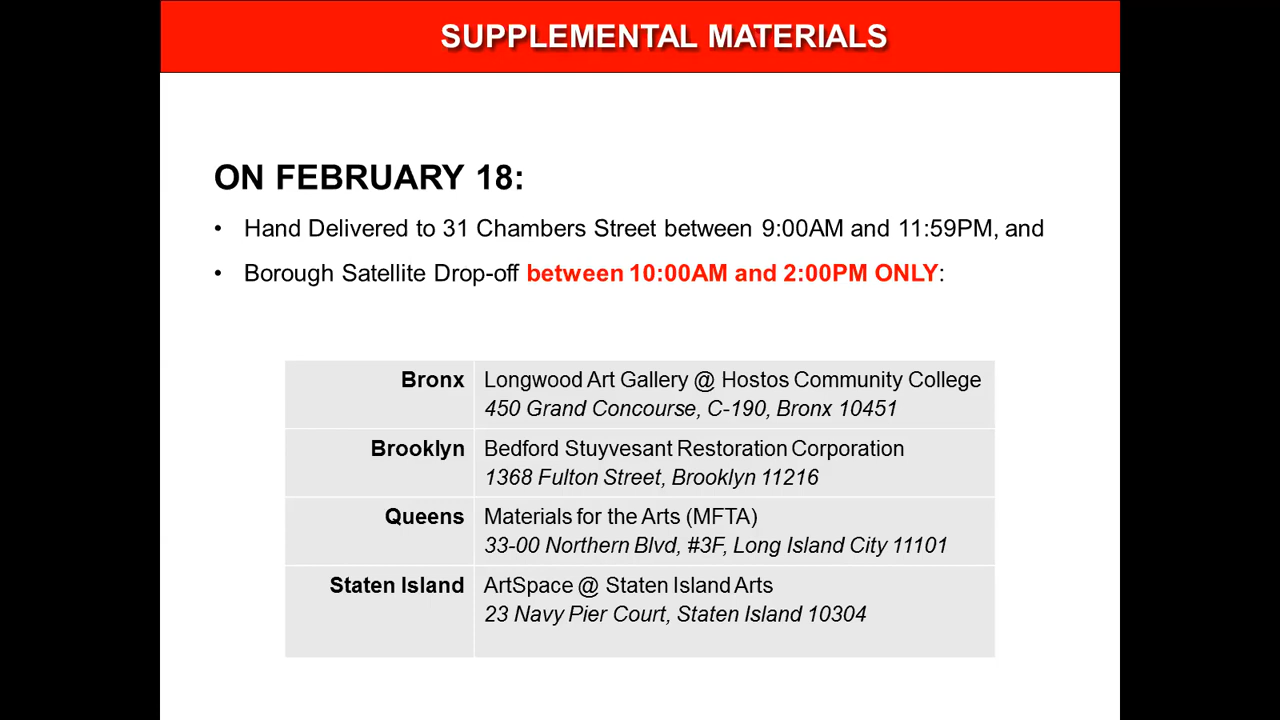 SUPPLEMENTAL MATERIALS
ON FEBRUARY 18:
• Hand Delivered to 31 Chambers Street between 9:00AM and 11:59PM, and
• Borough Satellite Drop-off between 10:00AM and 2:00PM ONLY:
Bronx
Longwood Art Gallery @ Hostos Community College
450 Grand Concourse, C-190, Bronx 10451
Brooklyn
Bedford Stuyvesant Restoration Corporation
1368 Fulton Street, Brooklyn 11216
Queens
Materials for the Arts (MFTA)
33-00 Northern Blvd, #3F, Long Island City 11101
Staten Island
ArtSpace @ Staten Island Arts
23 Navy Pier Court, Staten Island 10304